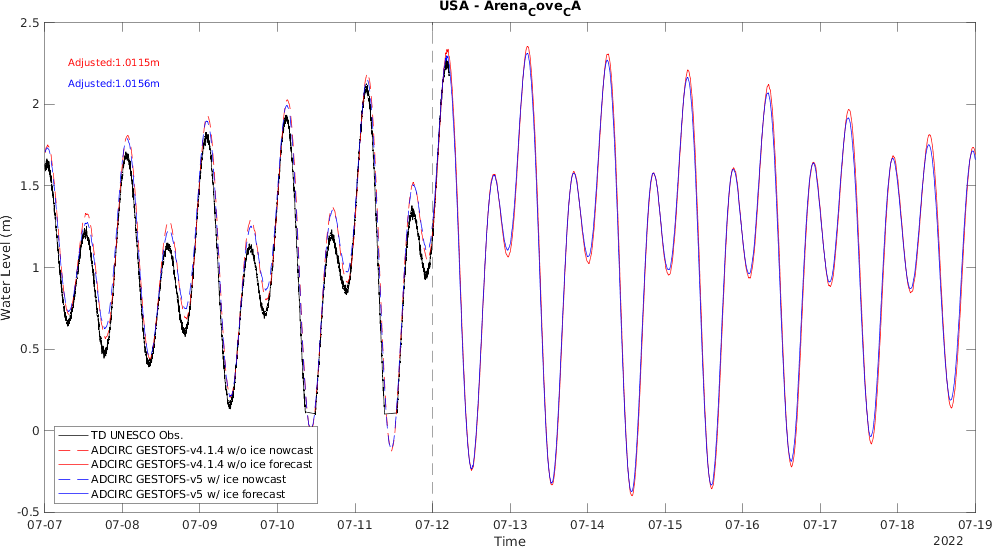 USA - ArenaCoveCA
2.5
2
1.5
1
0.5
0
-0.5
Water Level (m)
Adjusted:1.0115m
Adjusted:1.0156m
TD UNESCO Obs.
ADCIRC GESTOFS-v4.1.4 w/o ice nowcast
ADCIRC GESTOFS-v4.1.4 w/o ice forecast
ADCIRC GESTOFS-v5 w/ ice nowcast
ADCIRC GESTOFS-v5 w/ ice forecast
07-07 07-08 07-09 07-10 07-11 07-12 07-13 07-14 07-15 07-16 07-17 07-18 07-19
Time
2022